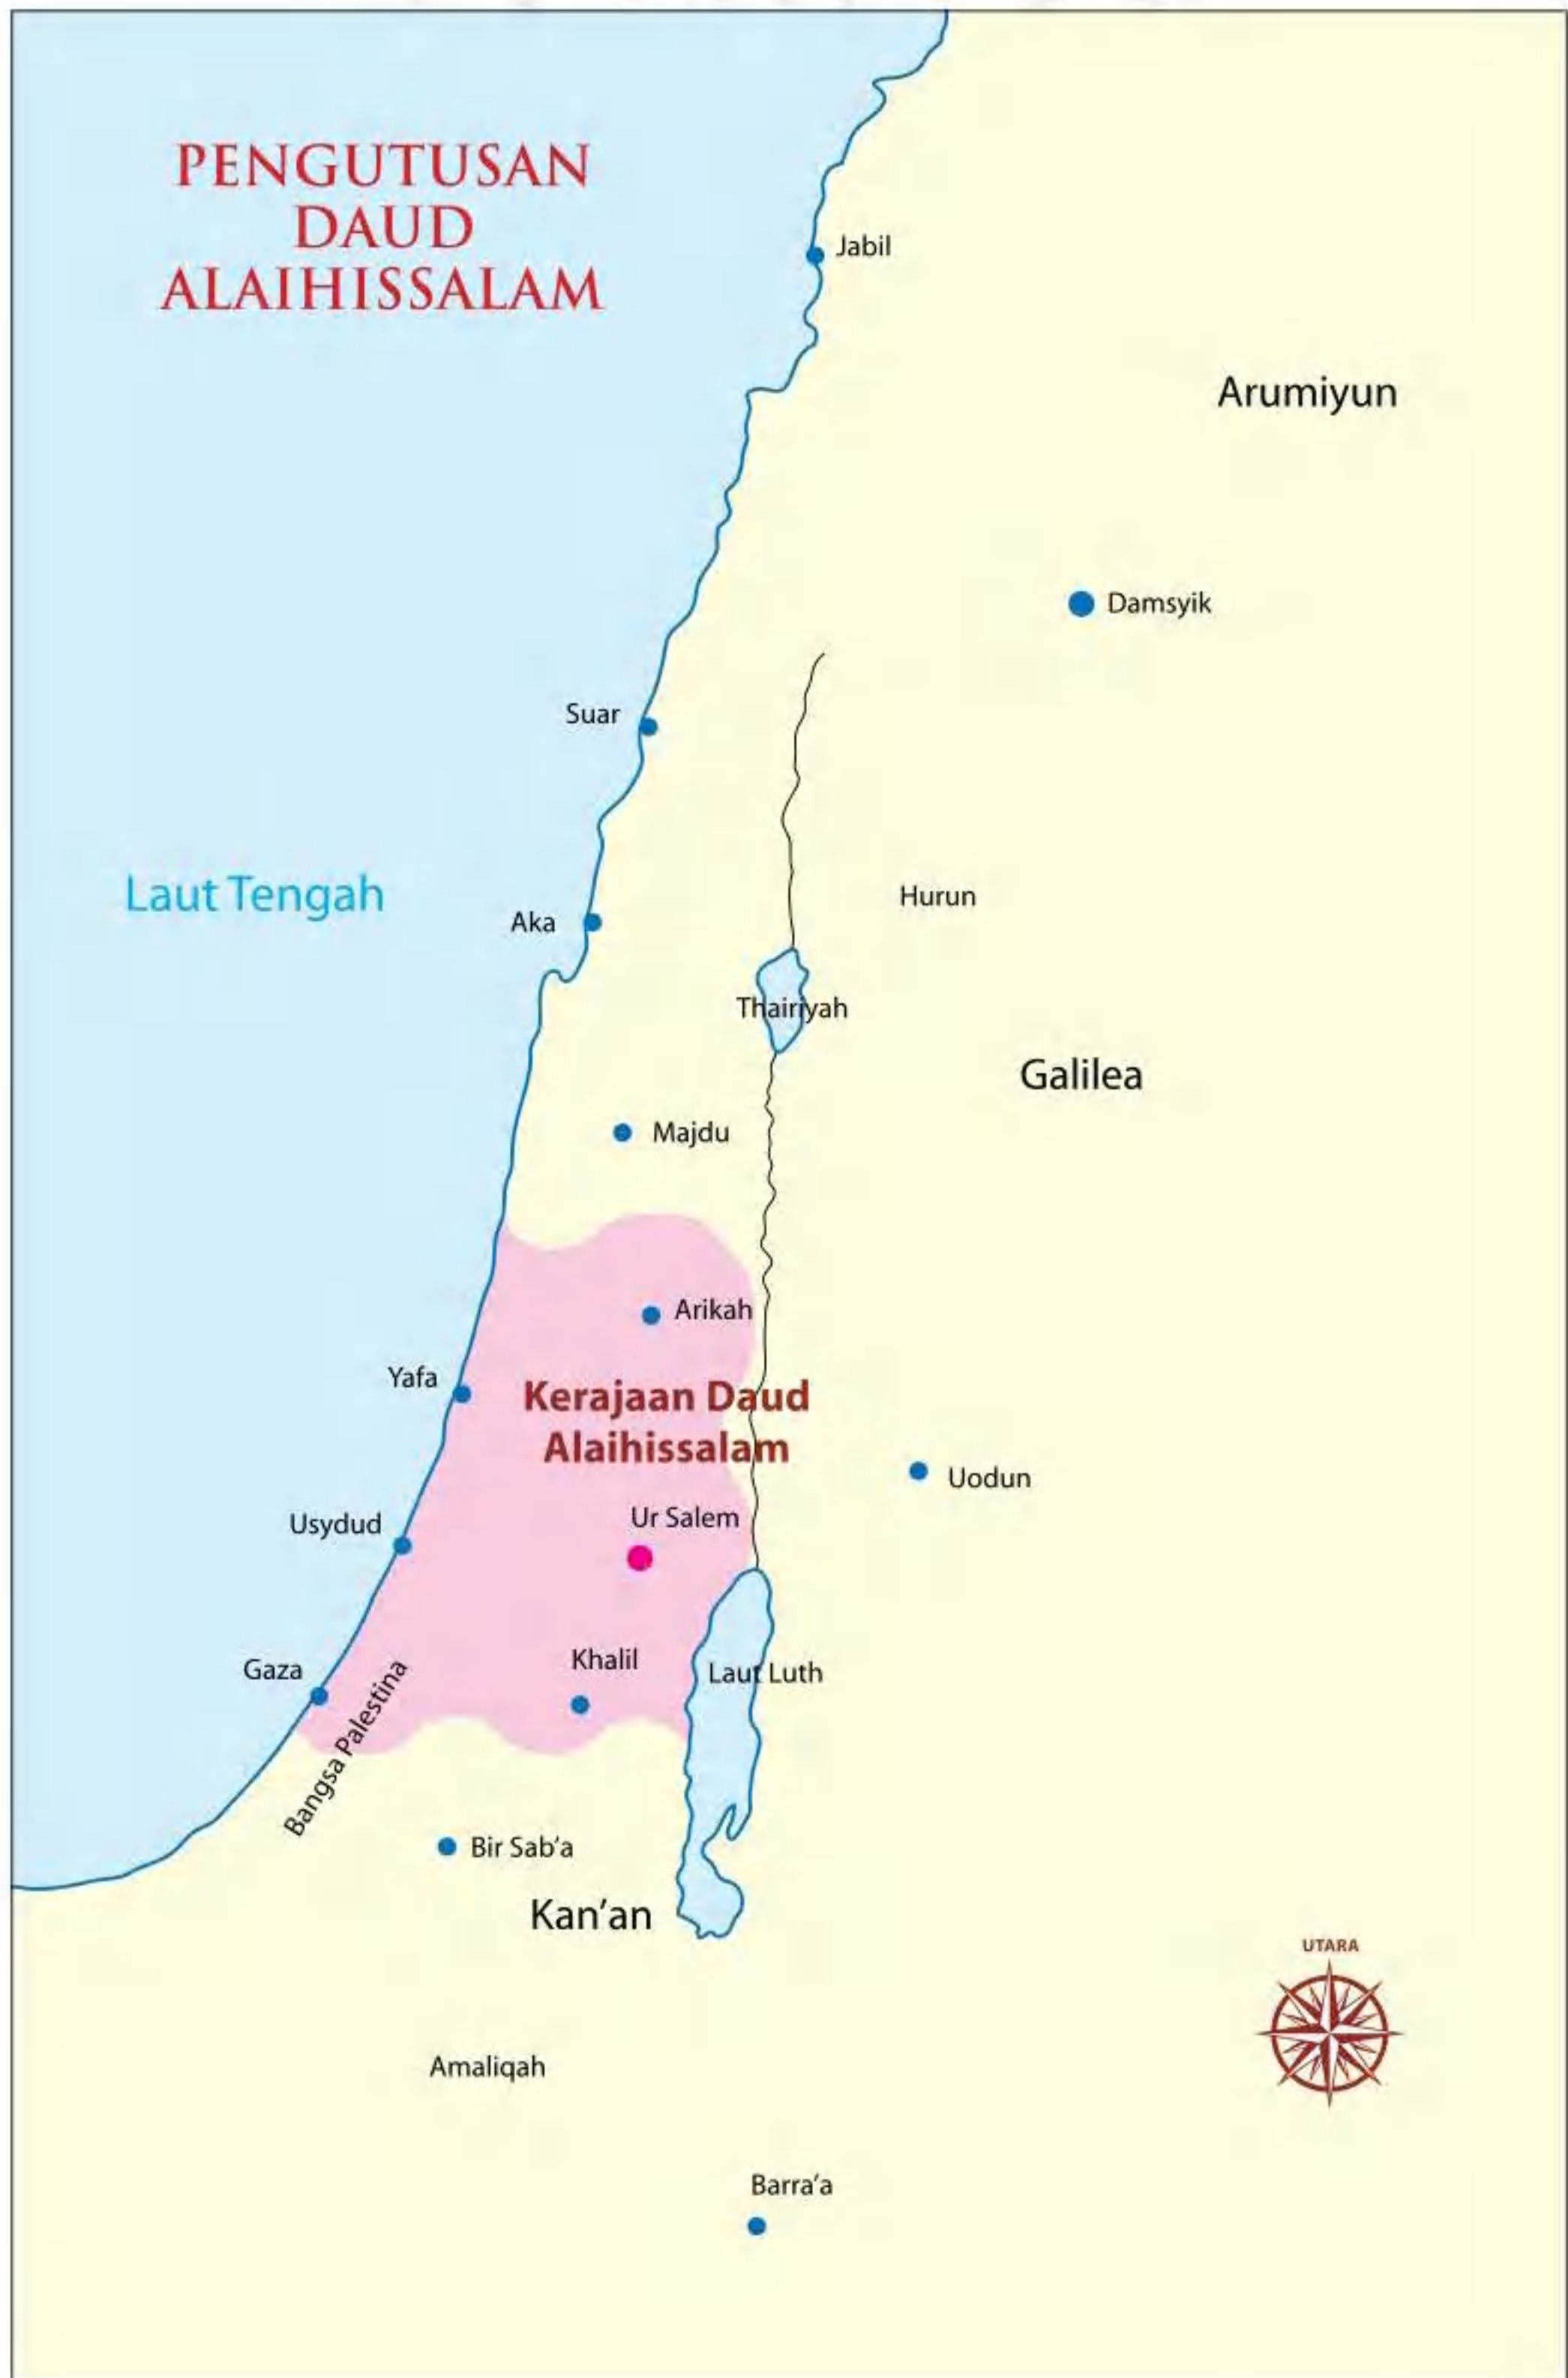 PENGUTUSAN
DAUD
ALAIHISSALAM
Jabil
Arumiyun
Damsyik
Suar
Laut Tengah
Hurun
Aka
Thairiyah
Galilea
Majdu
Arikah
Yafa
Kerajaan Daud
Alaihissalam
Uodun
Usydud
Ur Salem
Gaza
Khalil
Laut Luth
Bangsa Palestina
Bir Sab'a
Kan'an
UTARA
Amaliqah
Barra'a